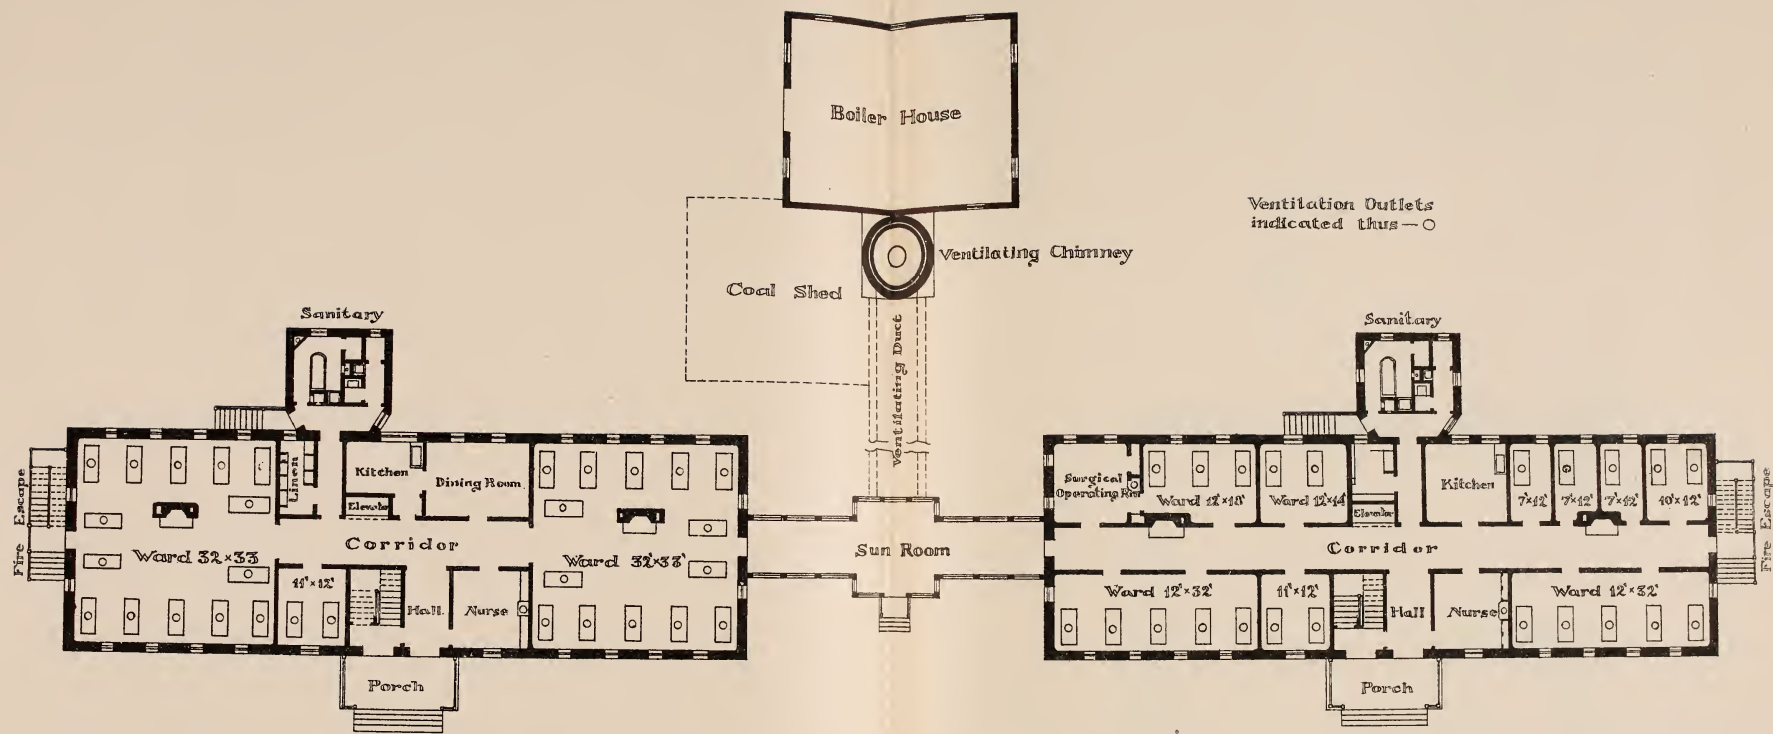 Boiler House
Ventilation Outlets
indicated thus—○
Ventilating Chimney
Coal Shed
Ventilating Duct
Sanitary
Sanitary
Fire Escape
Linen
Kitchen
Elevator
Dining Room
Ward 32×33
Corridor
Ward 32'×33'
11'×12'
Hall
Nurse
Porch
Sun Room
Surgical
Operating Rm
Ward 12'×18'
Ward 12'×14'
Elevator
Kitchen
7'×12'
7'×12'
7'×12'
10'×12'
Corridor
Fire Escape
Ward 12'×32'
11'×12'
Hall
Nurse
Ward 12'×32'
Porch